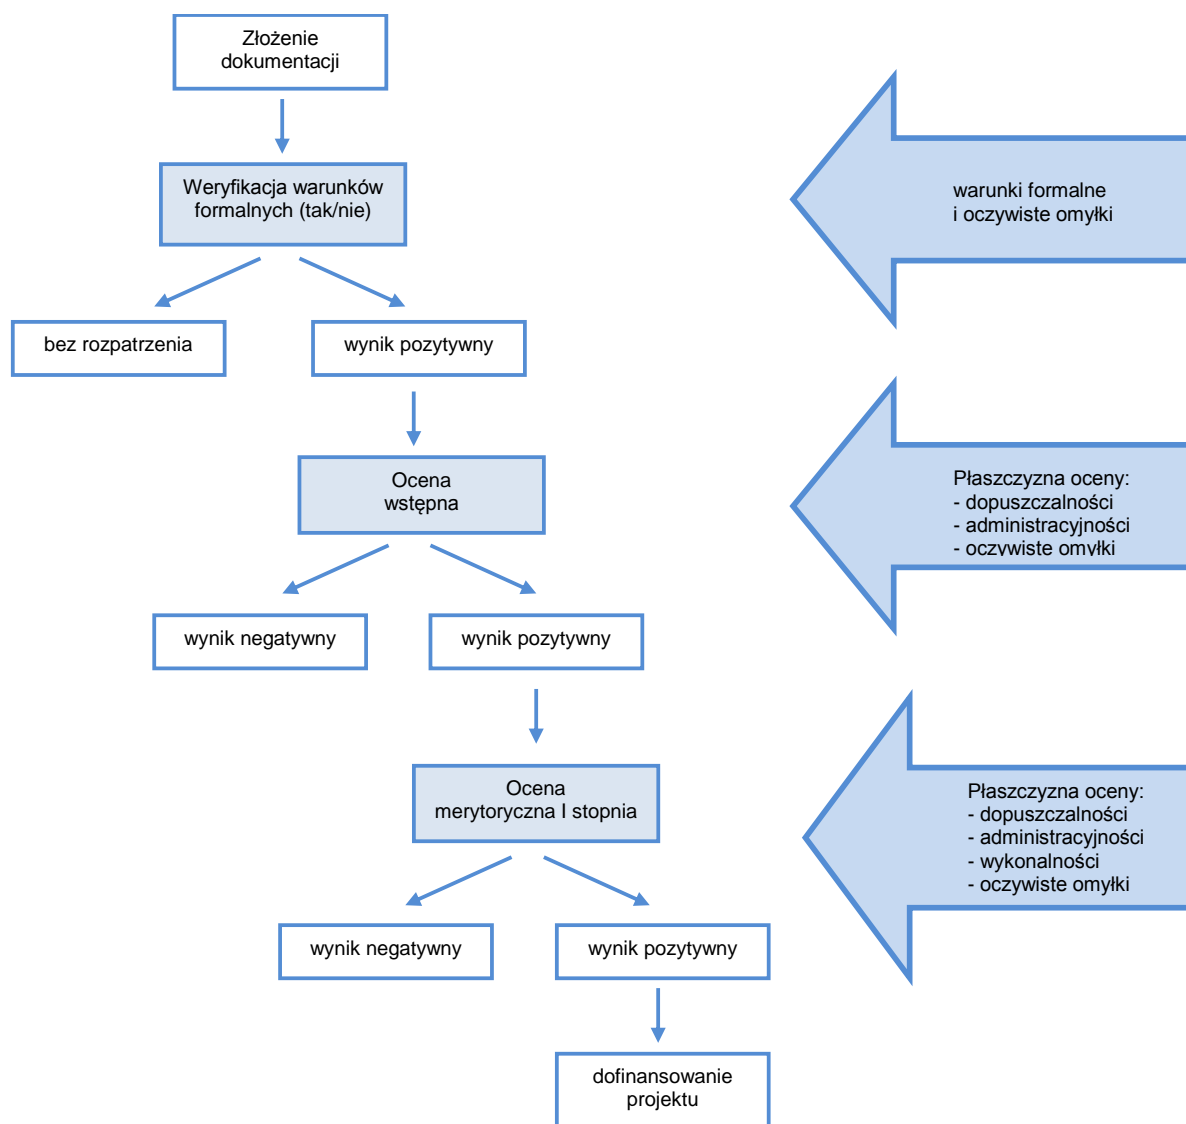 Złożenie
dokumentacji
Weryfikacja warunków
formalnych (tak/nie)
warunki formalne
i oczywiste omyłki
bez rozpatrzenia
wynik pozytywny
Ocena
wstępna
Płaszczyzna oceny:
- dopuszczalności
- administracyjności
- oczywiste omyłki
wynik negatywny
wynik pozytywny
Ocena
merytoryczna I stopnia
Płaszczyzna oceny:
- dopuszczalności
- administracyjności
- wykonalności
- oczywiste omyłki
wynik negatywny
wynik pozytywny
dofinansowanie
projektu